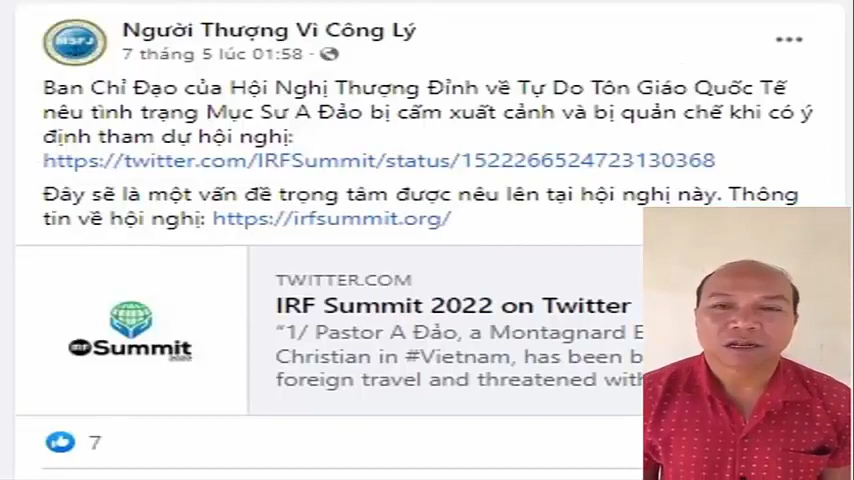 Người Thượng Vì Công Lý
7 tháng 5 lúc 01:58 ·
MSFJ
Ban Chỉ Đạo của Hội Nghị Thượng Đỉnh về Tự Do Tôn Giáo Quốc Tế
nêu tình trạng Mục Sư A Đảo bị cấm xuất cảnh và bị quản chế khi có ý
định tham dự hội nghị:
https://twitter.com/IRFSummit/status/1522266524723130368
Đây sẽ là một vấn đề trọng tâm được nêu lên tại hội nghị này. Thông
tin về hội nghị: https://irfsummit.org/
IRF Summit
TWITTER.COM
IRF Summit 2022 on Twitter
“1/ Pastor A Đảo, a Montagnard E
Christian in #Vietnam, has been b
foreign travel and threatened with
7